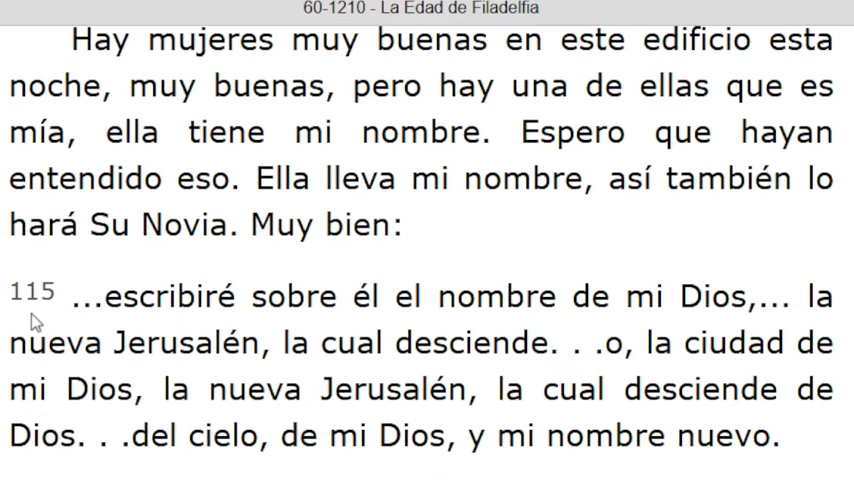 60-1210 - La Edad de Filadelfia
Hay mujeres muy buenas en este edificio esta
noche, muy buenas, pero hay una de ellas que es
mía, ella tiene mi nombre. Espero que hayan
entendido eso. Ella lleva mi nombre, así también lo
hará Su Novia. Muy bien:
115 ...escribiré sobre él el nombre de mi Dios,... la
nueva Jerusalén, la cual desciende. . .o, la ciudad de
mi Dios, la nueva Jerusalén, la cual desciende de
Dios. . .del cielo, de mi Dios, y mi nombre nuevo.